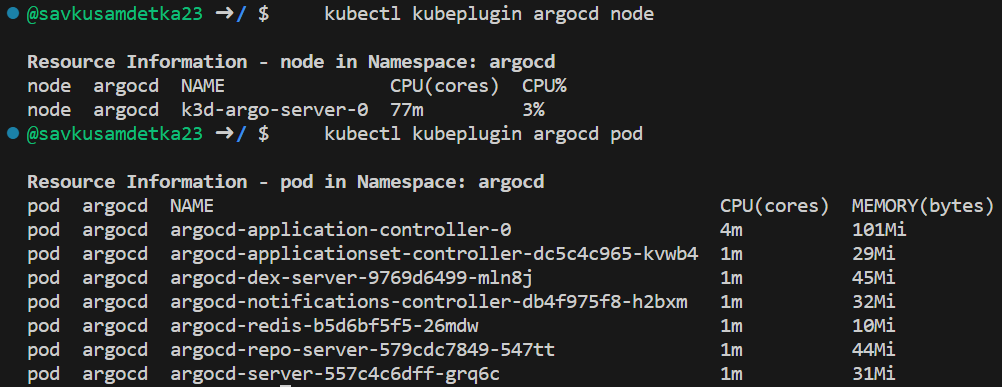 @savkusamdetka23 ➜/ $ kubectl kubeplugin argocd node
Resource Information - node in Namespace: argocd
node argocd NAME CPU(cores) CPU%
node argocd k3d-argo-server-0 77m 3%
@savkusamdetka23 ➜/ $ kubectl kubeplugin argocd pod
Resource Information - pod in Namespace: argocd
pod argocd NAME CPU(cores) MEMORY(bytes)
pod argocd argocd-application-controller-0 4m 101Mi
pod argocd argocd-applicationset-controller-dc5c4c965-kvwb4 1m 29Mi
pod argocd argocd-dex-server-9769d6499-mln8j 1m 45Mi
pod argocd argocd-notifications-controller-db4f975f8-h2bxm 1m 32Mi
pod argocd argocd-redis-b5d6bf5f5-26mdw 1m 10Mi
pod argocd argocd-repo-server-579cdc7849-547tt 1m 44Mi
pod argocd argocd-server-557c4c6dff-grq6c 1m 31Mi